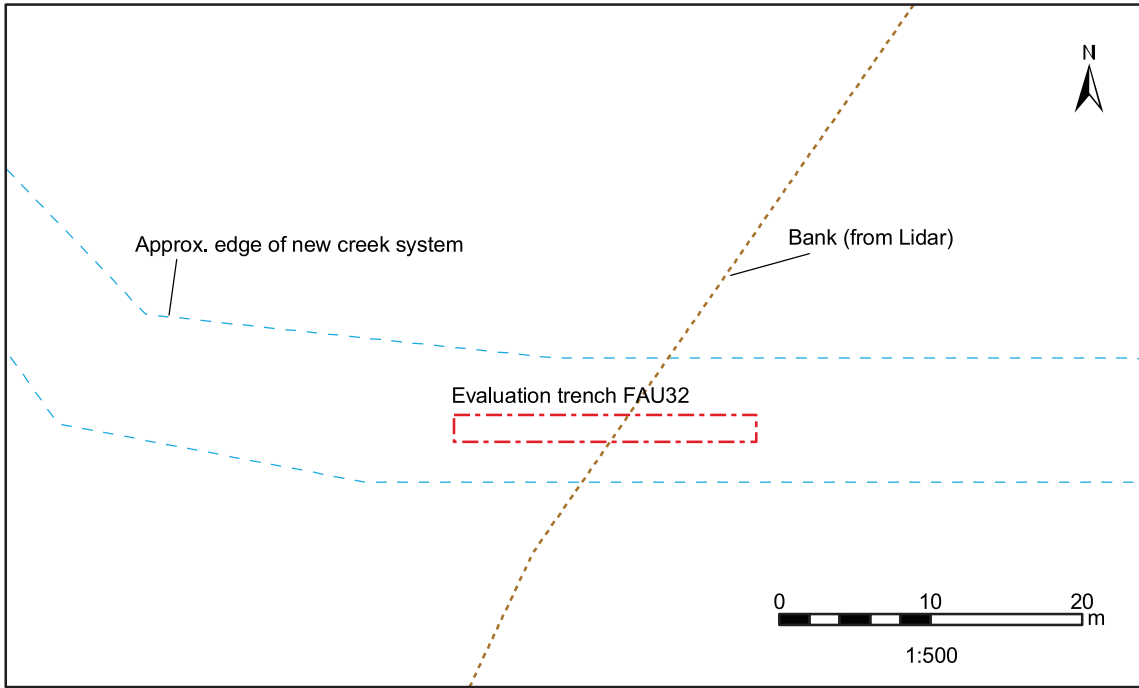 N
Approx. edge of new creek system
Bank (from Lidar)
Evaluation trench FAU32
0 10 20
m
1:500